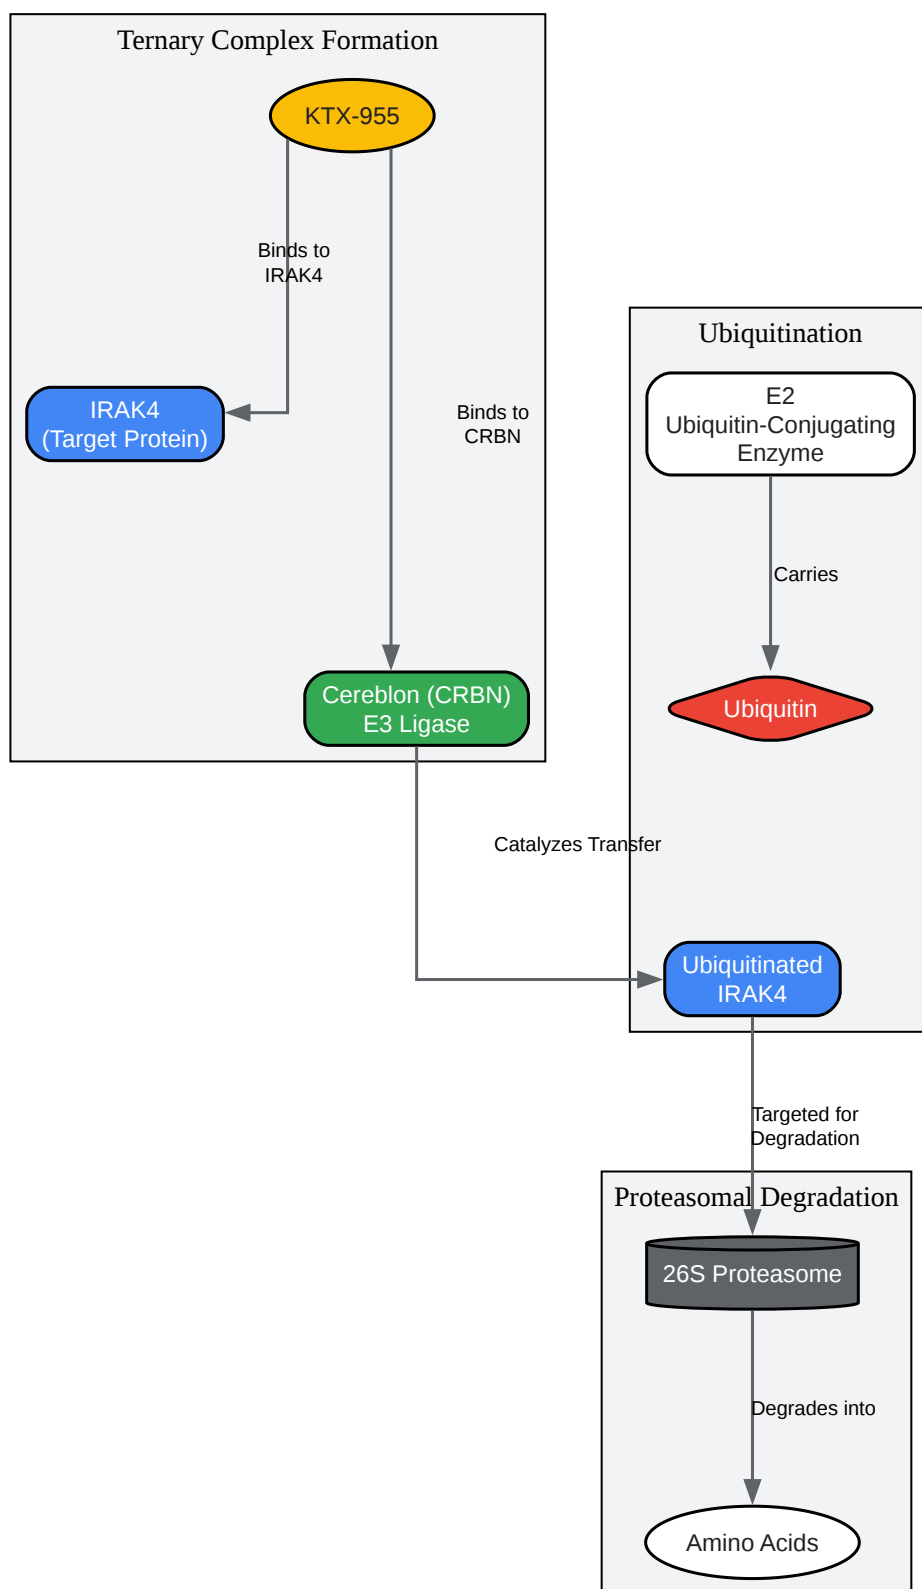 Ternary Complex Formation
KTX-955
Binds to
IRAK4
IRAK4
(Target Protein)
Binds to
CRBN
Cereblon (CRBN)
E3 Ligase
Ubiquitination
E2
Ubiquitin-Conjugating
Enzyme
Carries
Ubiquitin
Catalyzes Transfer
Ubiquitinated
IRAK4
Targeted for
Degradation
Proteasomal Degradation
26S Proteasome
Degrades into
Amino Acids